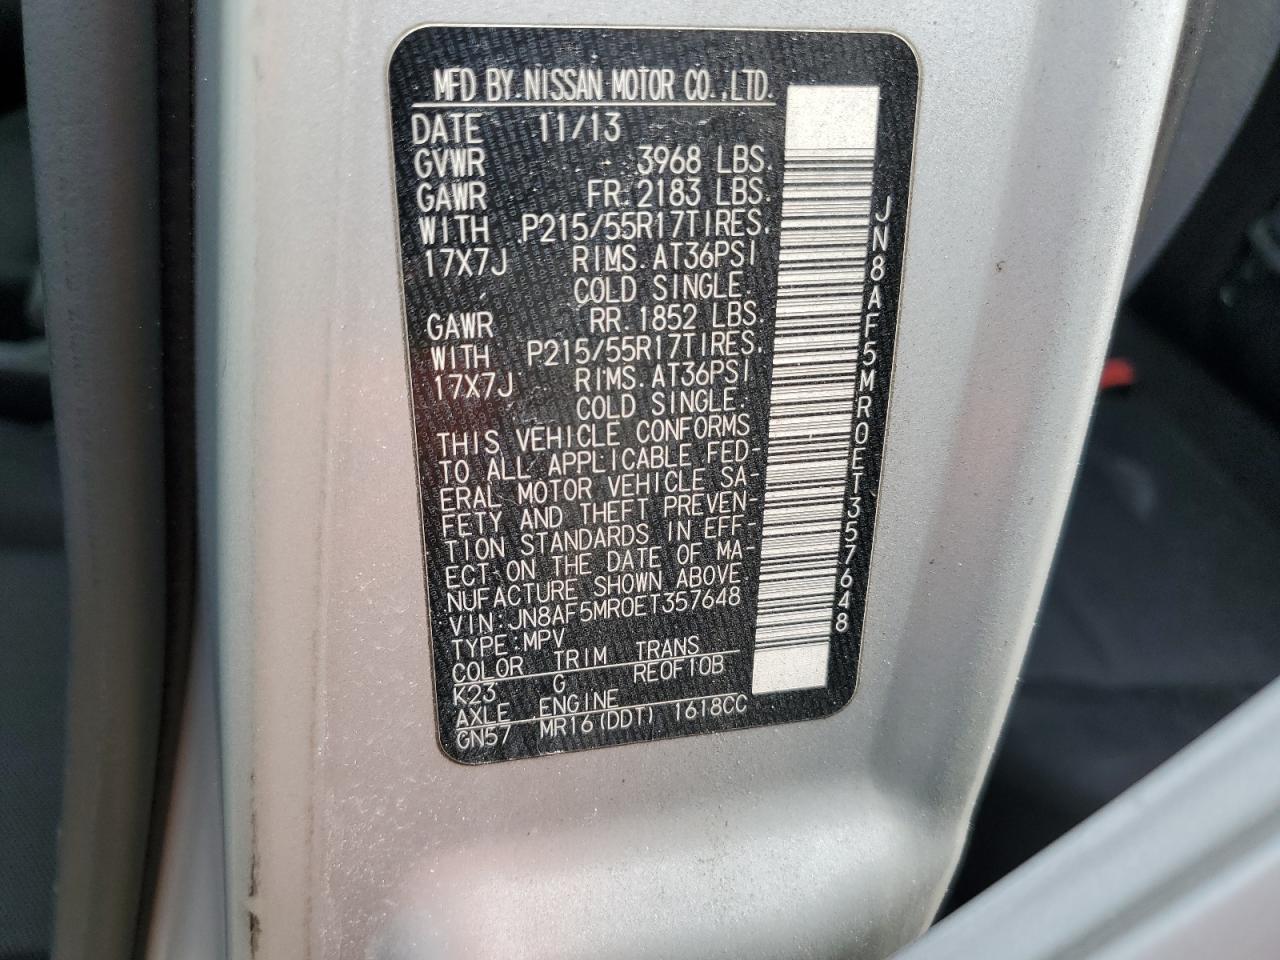 MFD BY NISSAN MOTOR CO.,LTD.
DATE 11/13
GVWR 3968 LBS.
GAWR FR. 2183 LBS.
WITH P215/55R17TIRES.
17X7J RIMS. AT36PSI
COLD SINGLE.
GAWR RR. 1852 LBS.
WITH P215/55R17TIRES.
17X7J RIMS. AT36PSI
COLD SINGLE.
THIS VEHICLE CONFORMS
TO ALL APPLICABLE FED-
ERAL MOTOR VEHICLE SA-
FETY AND THEFT PREVEN-
TION STANDARDS IN EFF-
ECT ON THE DATE OF MA-
NUFACTURE SHOWN ABOVE.
VIN:JN8AF5MR0ET357648
TYPE:MPV
COLOR TRIM TRANS
K23 G RE0F10B
AXLE ENGINE
GN57 MR16(DDT) 1618CC
JN8AF5MR0ET357648